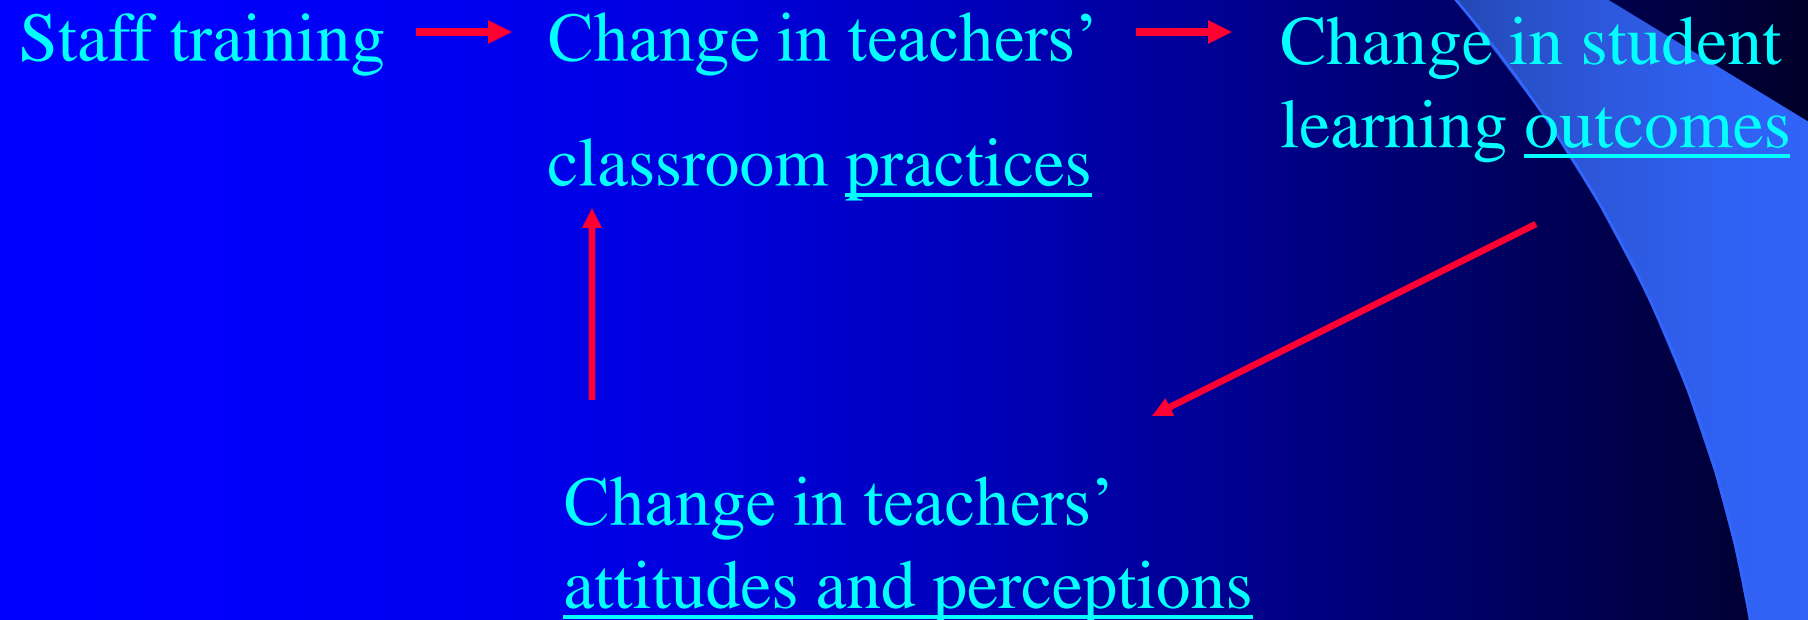 Staff training
Change in teachers’
classroom practices
Change in student
learning outcomes
Change in teachers’
attitudes and perceptions